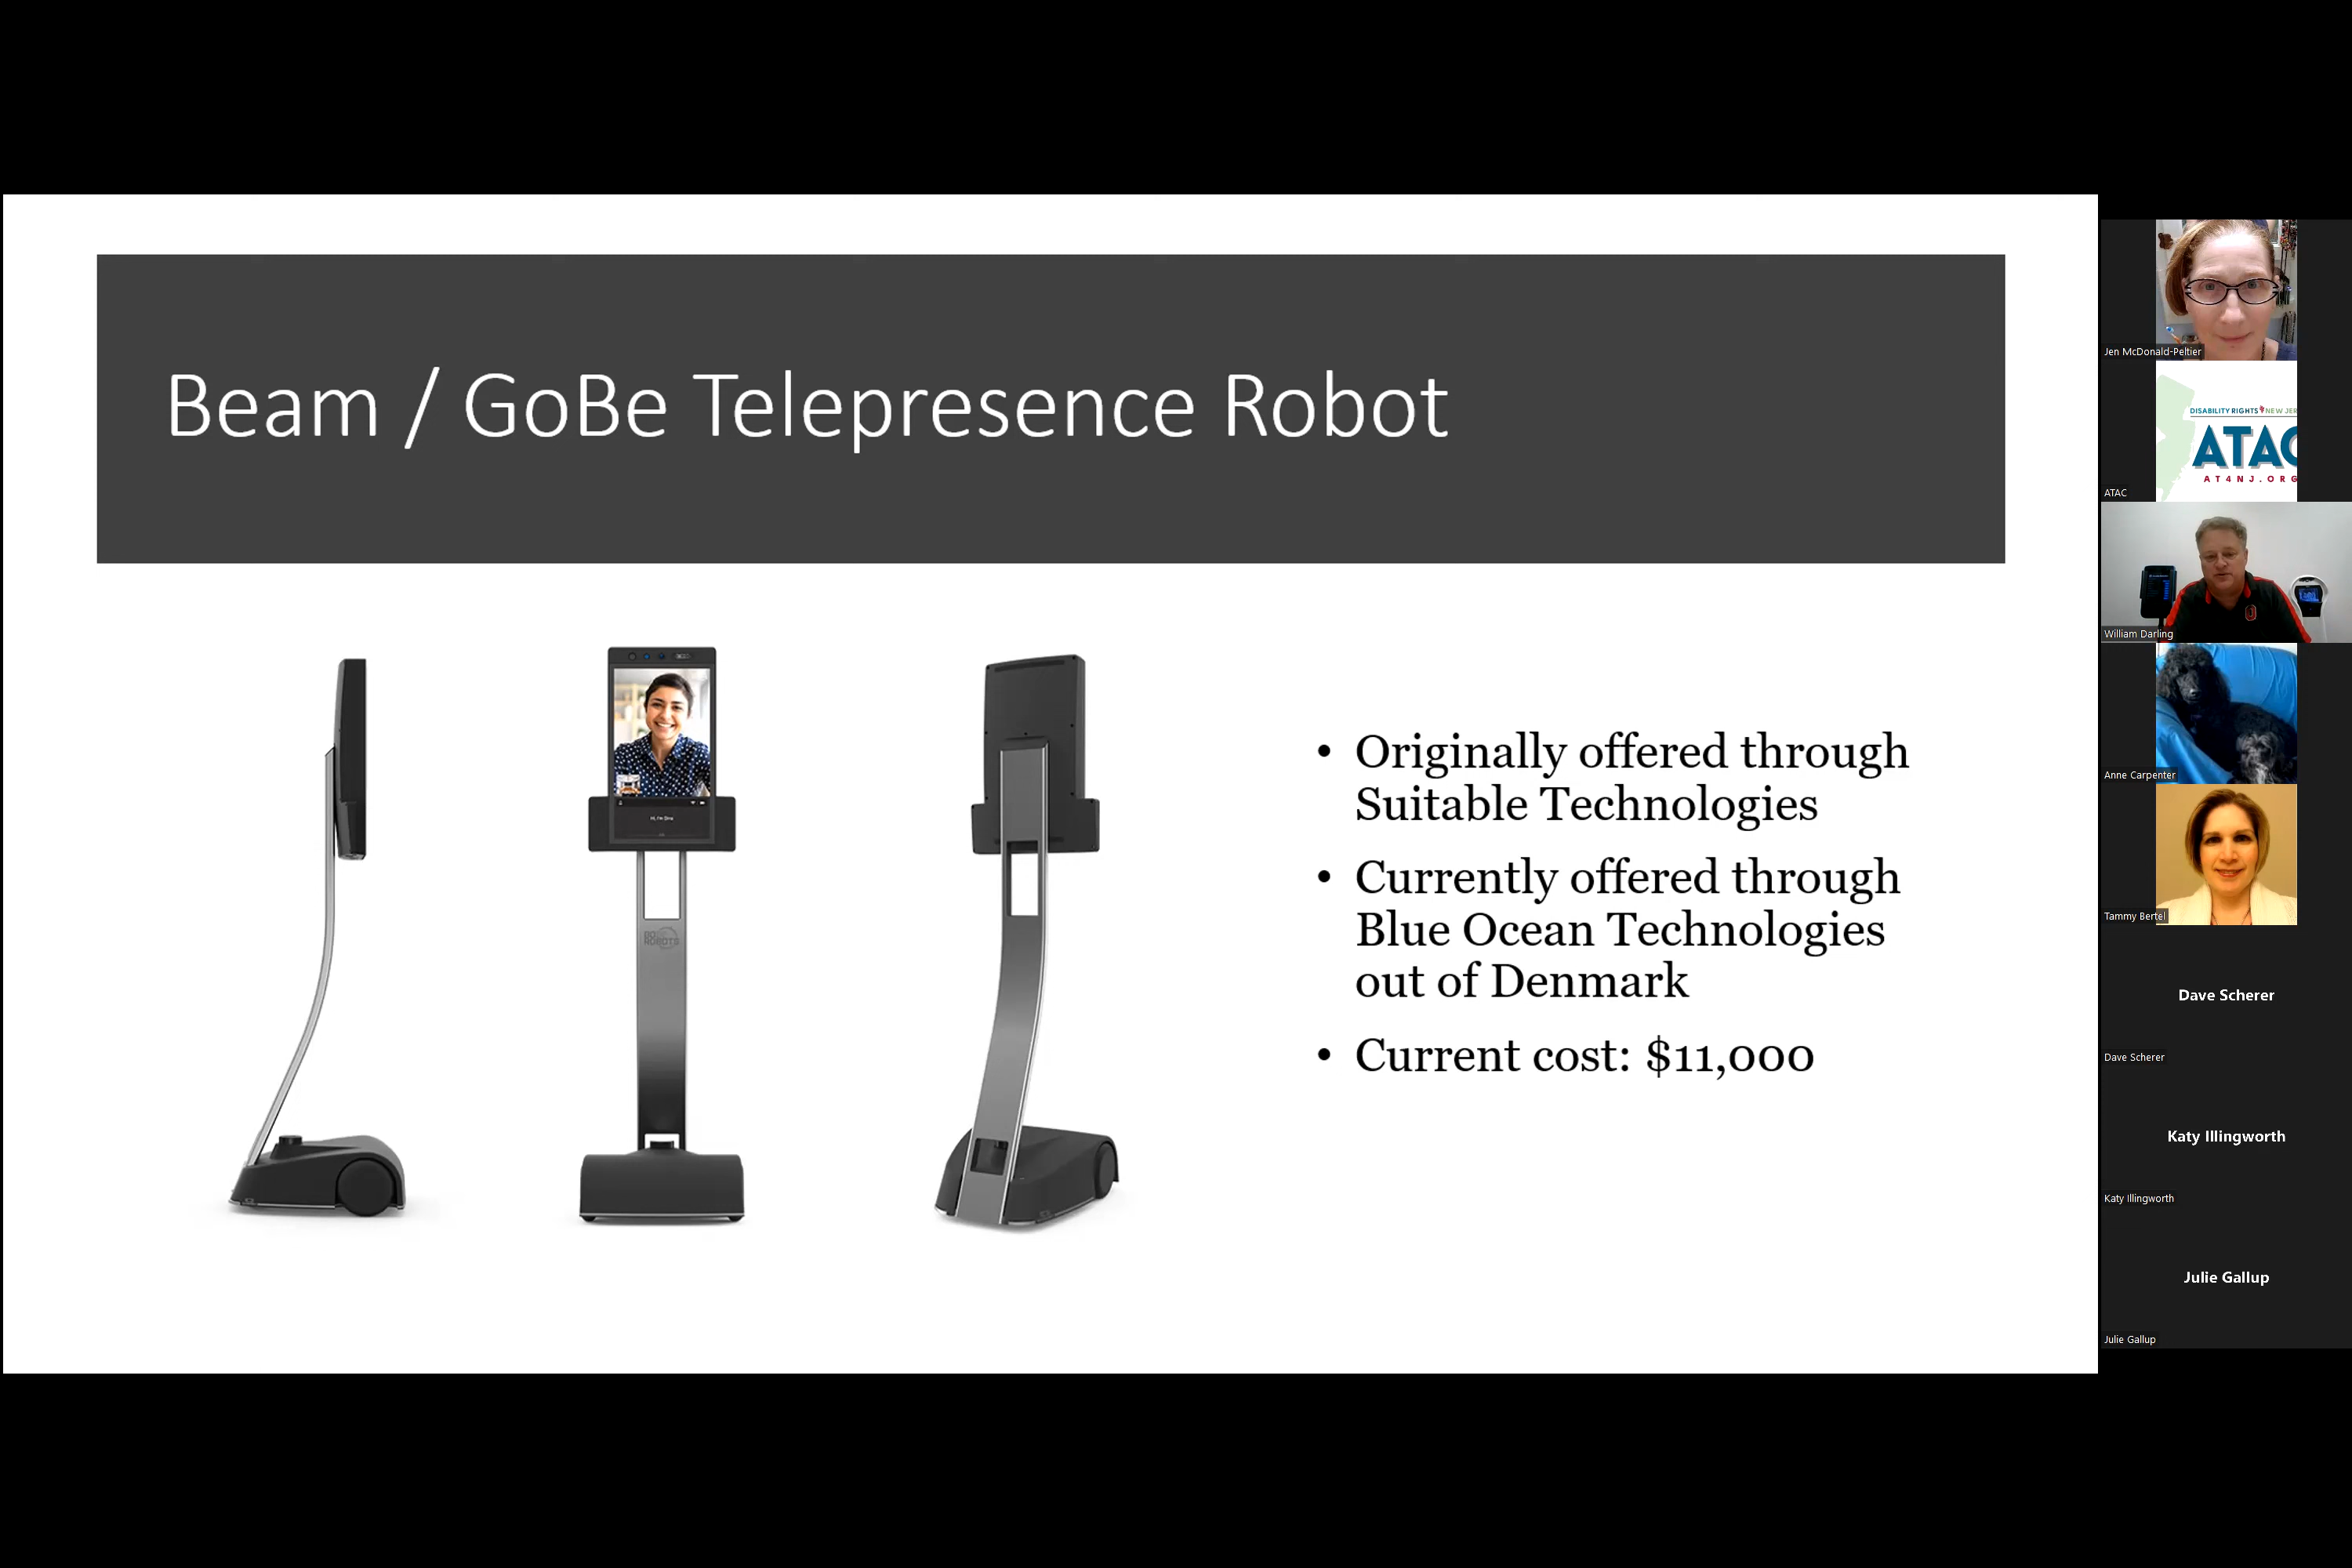 Beam / GoBe Telepresence Robot
• Originally offered through
Suitable Technologies
• Currently offered through
Blue Ocean Technologies
out of Denmark
• Current cost: $11,000
Jen McDonald-Peltier
DISABILITY RIGHTS NEW JER
ATAC
AT4NJ.ORG
ATAC
William Darling
Anne Carpenter
Tammy Bertel
Dave Scherer
Dave Scherer
Katy Illingworth
Katy Illingworth
Julie Gallup
Julie Gallup